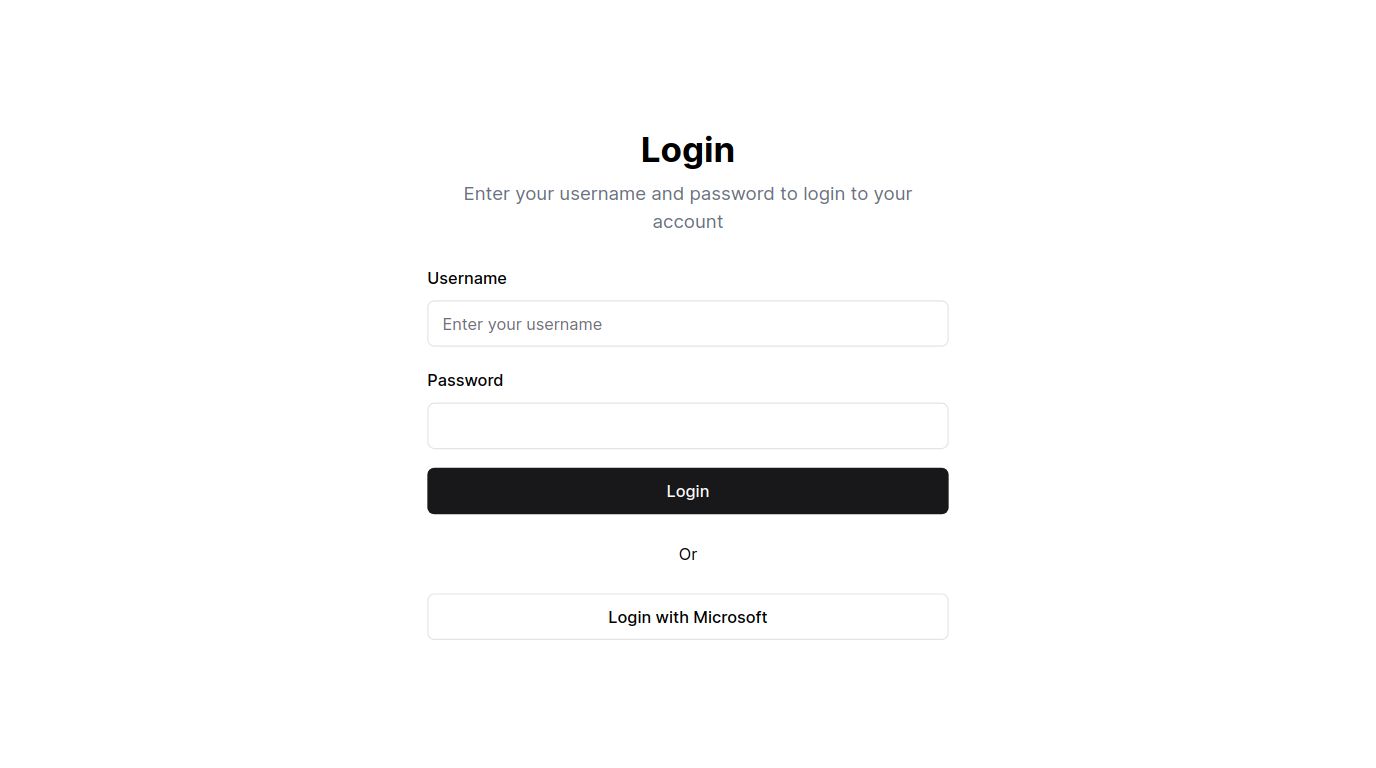 Login
Enter your username and password to login to your
account
Username
Enter your username
Password
Login
Or
Login with Microsoft